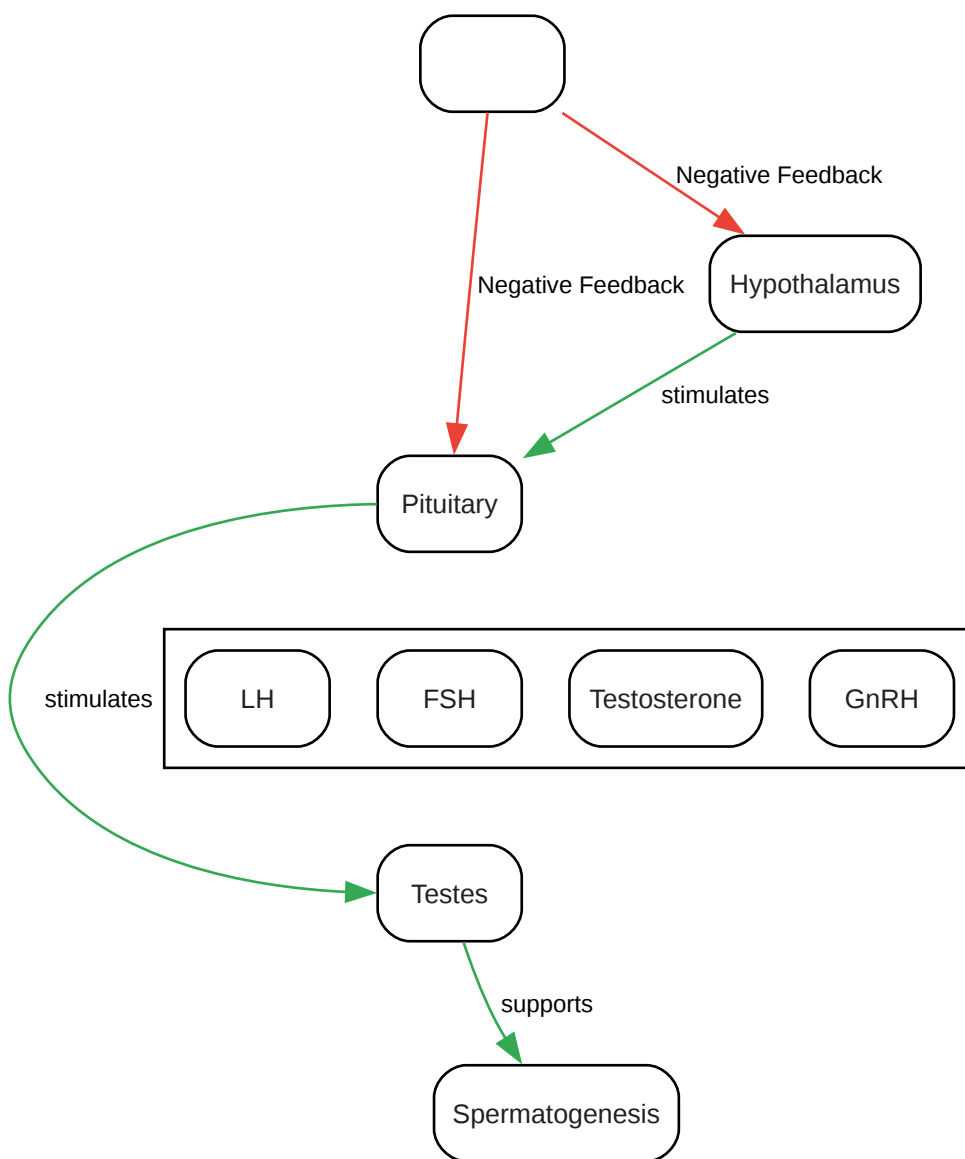 Negative Feedback
Hypothalamus
Negative Feedback
stimulates
Pituitary
stimulates
LH
FSH
Testosterone
GnRH
Testes
supports
Spermatogenesis